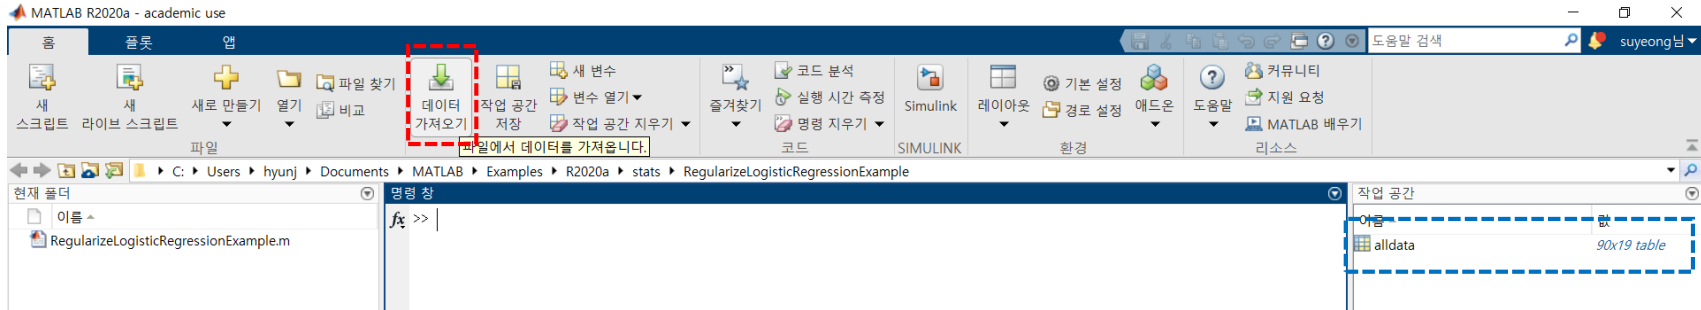 MATLAB R2020a - academic use
홈 플롯 앱 도움말 검색 suyeong님
새 스크립트
새 라이브 스크립트
새로 만들기
열기
파일 찾기
비교
데이터 가져오기
작업 공간 저장
새 변수
변수 열기
작업 공간 지우기
즐겨찾기
코드 분석
실행 시간 측정
명령 지우기
Simulink
레이아웃
기본 설정
경로 설정
애드온
도움말
커뮤니티
지원 요청
MATLAB 배우기
파일 코드 SIMULINK 환경 리소스
파일에서 데이터를 가져옵니다.
C: Users hyunj Documents MATLAB Examples R2020a stats RegularizeLogisticRegressionExample
현재 폴더
이름
RegularizeLogisticRegressionExample.m
명령 창
fx >>
작업 공간
이름 값
alldata 90x19 table